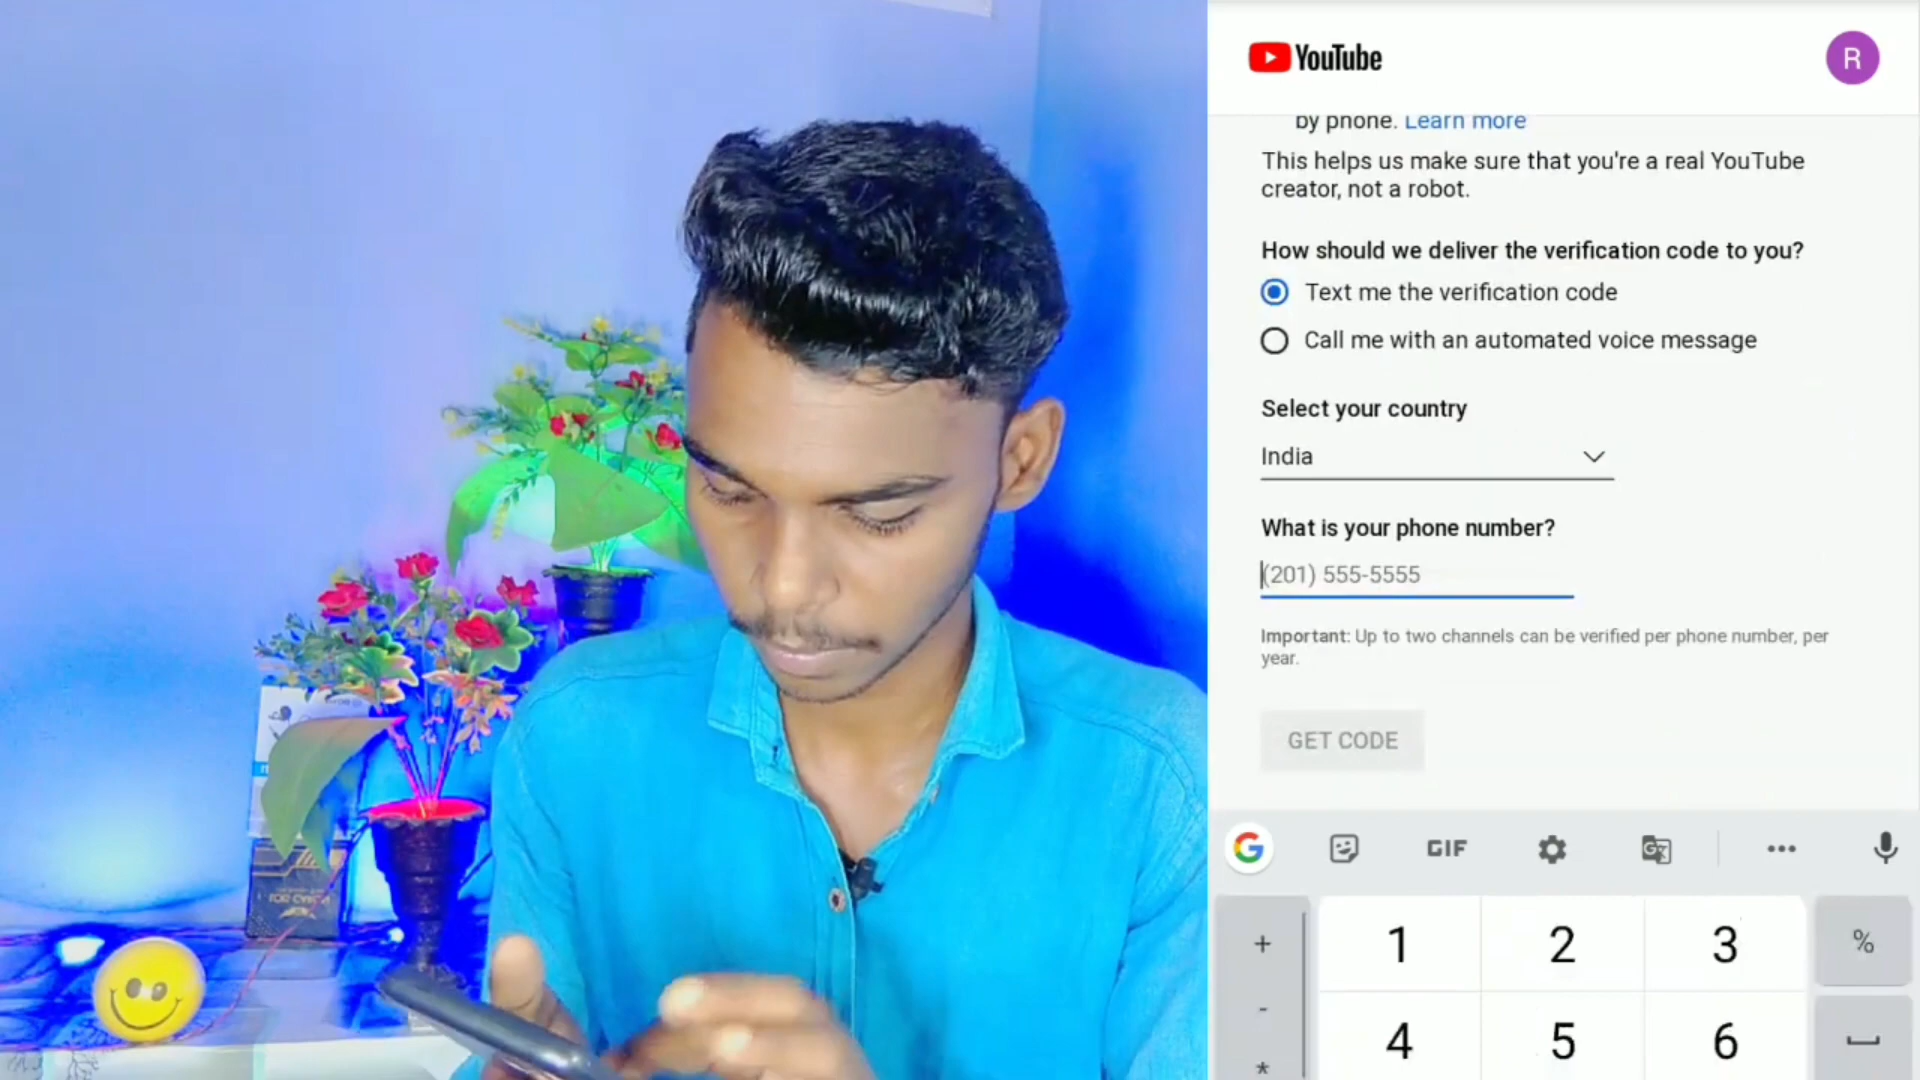 YouTube
R
by phone. Learn more
This helps us make sure that you're a real YouTube
creator, not a robot.
How should we deliver the verification code to you?
Text me the verification code
Call me with an automated voice message
Select your country
India
What is your phone number?
(201) 555-5555
Important: Up to two channels can be verified per phone number, per
year.
GET CODE
G GIF G
+ 1 2 3 %
- 4 5 6
*